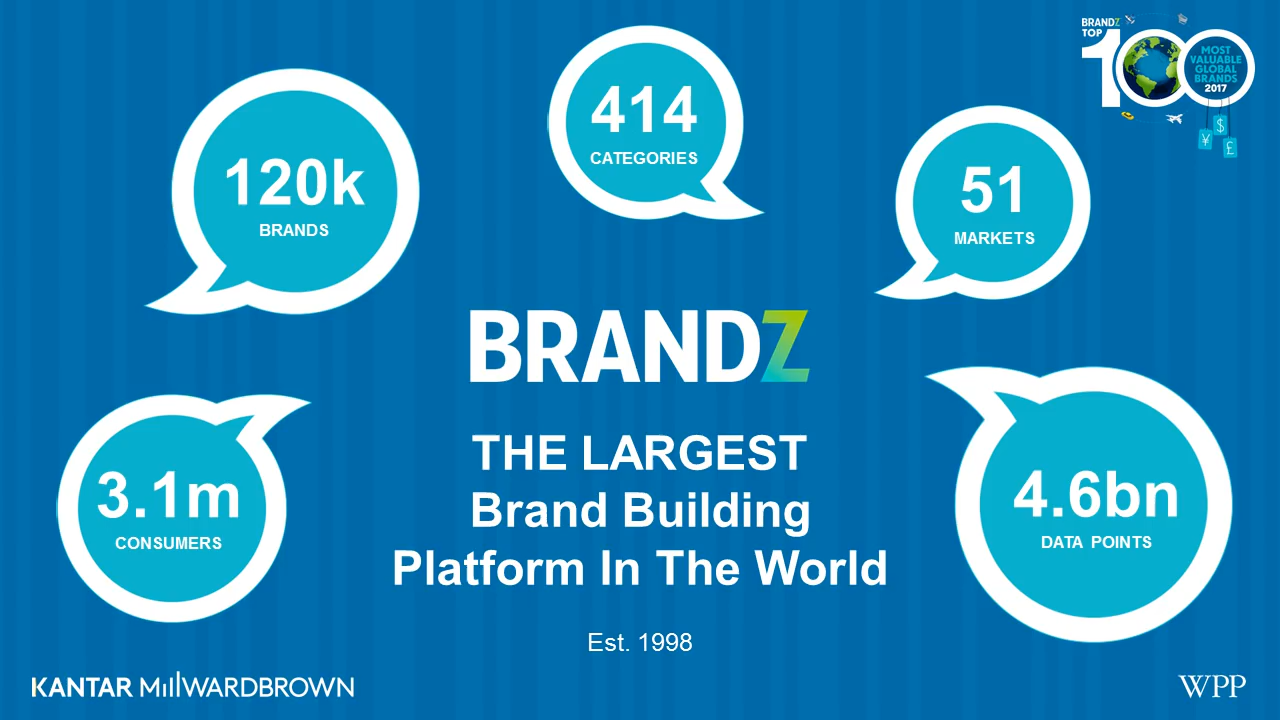 BRANDZ
TOP
100
MOST
VALUABLE
GLOBAL
BRANDS
2017
¥
$
£
120k
BRANDS
414
CATEGORIES
51
MARKETS
BRANDZ
3.1m
CONSUMERS
THE LARGEST
Brand Building
Platform In The World
4.6bn
DATA POINTS
Est. 1998
KANTAR MillWARDBROWN
WPP